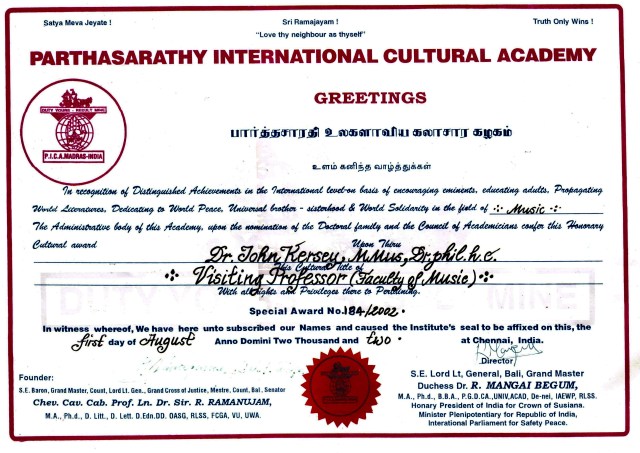 Satya Meva Jeyate !
Sri Ramajayam !
Truth Only Wins !
"Love thy neighbour as thyself"
PARTHASARATHY INTERNATIONAL CULTURAL ACADEMY
GREETINGS
DUTY YOURS - RESULT MINE
P.I.C.A.MADRAS-INDIA
பார்த்தசாரதி உலகளாவிய கலாசார கழகம்
உளம் கனிந்த வாழ்த்துக்கள்
In recognition of Distinguished Achievements in the International level-on basis of encouraging eminents, educating adults, Propagating
World Literatures, Dedicating to World Peace, Universal brother - sisterhood & World Solidarity in the field of Music
The Administrative body of this Academy, upon the nomination of the Doctoral family and the Council of Academicians confer this Honorary
Cultural award Upon Thiru
Dr. John Kersey, MMus, Dr.phil.h.c.
This Cultural Title of
Visiting Professor (Faculty of Music)
With all rights and Privileges there to Pertaining.
Special Award No. 184/2002.
In witness whereof, We have here unto subscribed our Names and caused the Institute's seal to be affixed on this, the
first day of August Anno Domini Two Thousand and two. at Chennai, India.
Director
Founder:
S.E. Baron, Grand Master, Count, Lord Lt. Gen., Grand Cross of Justice, Mestre, Count, Bal, Senator
Chev. Cav. Cab. Prof. Ln. Dr. Sir. R. RAMANUJAM,
M.A., Ph.d., D. Litt., D. Lett. D.Edn,DD. OASG, RLSS, FCGA, VU, UWA.
S.E. Lord Lt, General, Bali, Grand Master
Duchess Dr. R. MANGAI BEGUM,
M.A., Ph.d., B.B.A., P.G.D.CA.,UNIV,ACAD, De-nei, IAEWP, RLSS.
Honary President of India for Crown of Susiana.
Minister Plenipotentiary for Republic of India,
International Parliament for Safety Peace.